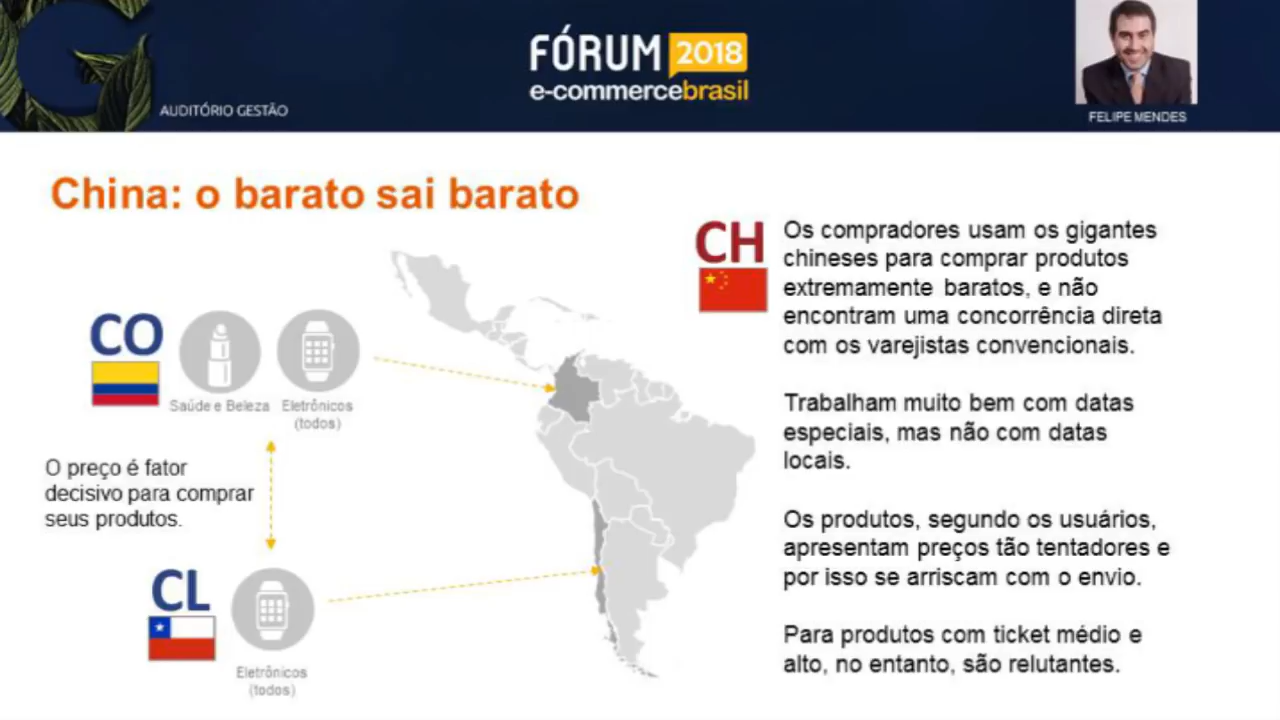 AUDITÓRIO GESTÃO
FÓRUM 2018
e-commercebrasil
FELIPE MENDES
China: o barato sai barato
CO
Saúde e Beleza
Eletrônicos
(todos)
O preço é fator
decisivo para comprar
seus produtos.
CL
Eletrônicos
(todos)
CH
Os compradores usam os gigantes
chineses para comprar produtos
extremamente baratos, e não
encontram uma concorrência direta
com os varejistas convencionais.
Trabalham muito bem com datas
especiais, mas não com datas
locais.
Os produtos, segundo os usuários,
apresentam preços tão tentadores e
por isso se arriscam com o envio.
Para produtos com ticket médio e
alto, no entanto, são relutantes.